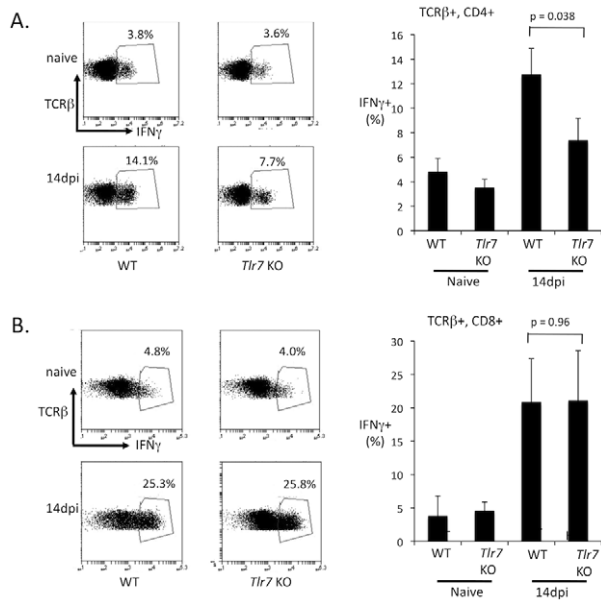 A.
3.8%
3.6%
naive
TCRβ
IFNγ
14dpi
14.1%
7.7%
WT
Tlr7 KO
TCRβ+, CD4+
p = 0.038
IFNγ+
(%)
16
14
12
10
8
6
4
2
0
WT
Tlr7
KO
WT
Tlr7
KO
Naive
14dpi
B.
4.8%
4.0%
naive
TCRβ
IFNγ
14dpi
25.3%
25.8%
WT
Tlr7 KO
TCRβ+, CD8+
p = 0.96
IFNγ+
(%)
30
25
20
15
10
5
0
WT
Tlr7
KO
WT
Tlr7
KO
Naive
14dpi